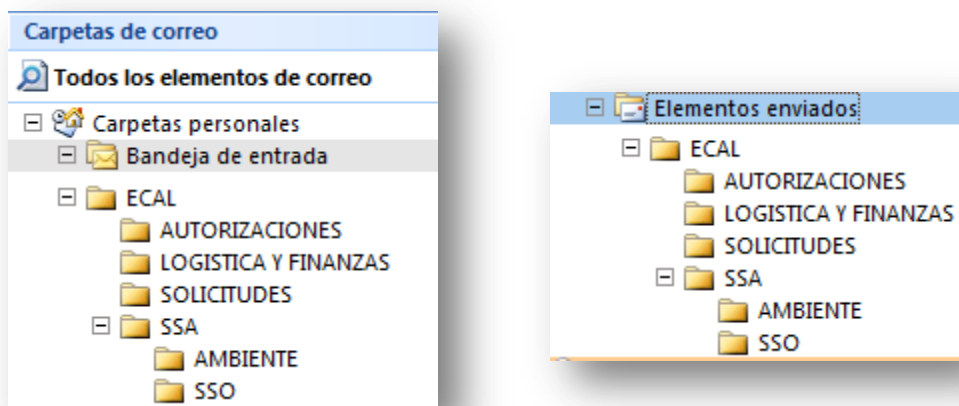 Carpetas de correo
Todos los elementos de correo
Carpetas personales
Bandeja de entrada
ECAL
AUTORIZACIONES
LOGISTICA Y FINANZAS
SOLICITUDES
SSA
AMBIENTE
SSO
Elementos enviados
ECAL
AUTORIZACIONES
LOGISTICA Y FINANZAS
SOLICITUDES
SSA
AMBIENTE
SSO